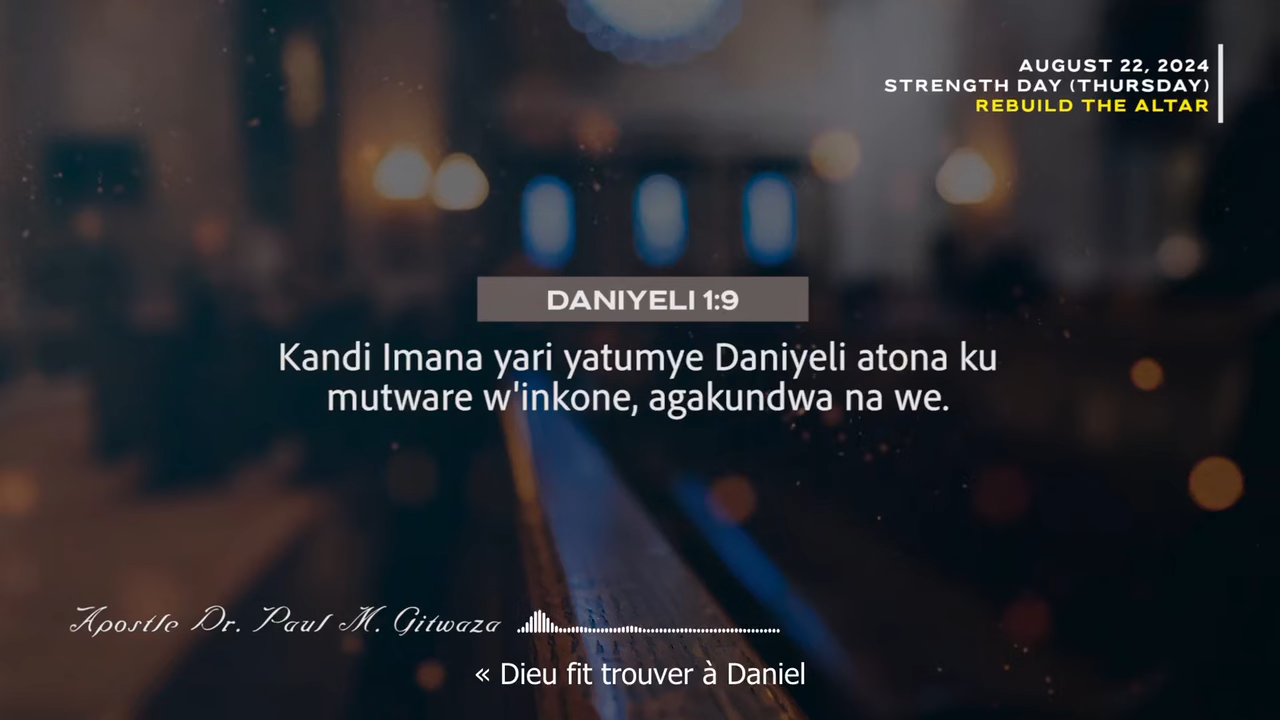 AUGUST 22, 2024
STRENGTH DAY (THURSDAY)
REBUILD THE ALTAR
DANIYELI 1:9
Kandi Imana yari yatumye Daniyeli atona ku
mutware w'inkone, agakundwa na we.
Apostle Dr. Paul M. Gitwaza
« Dieu fit trouver à Daniel